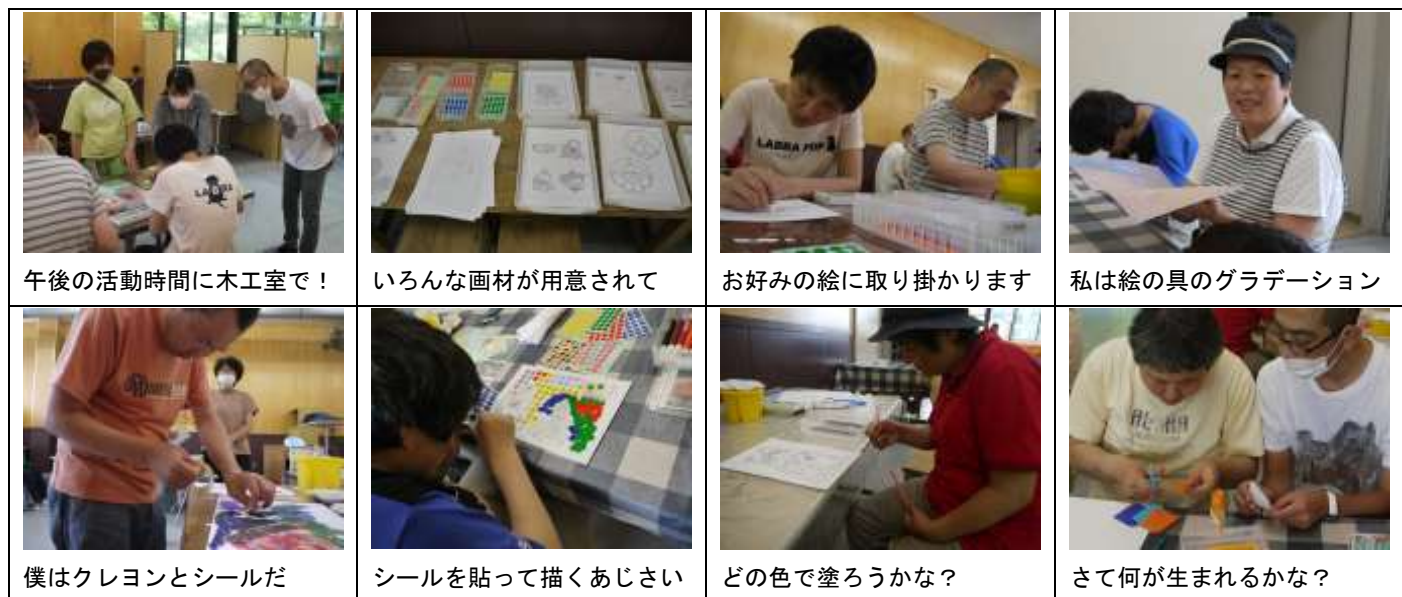 午後の活動時間に木工室で！
いろんな画材が用意されて
お好みの絵に取り掛かります
私は絵の具のグラデーション
僕はクレヨンとシールだ
シールを貼って描くあじさい
どの色で塗ろうかな？
さて何が生まれるかな？